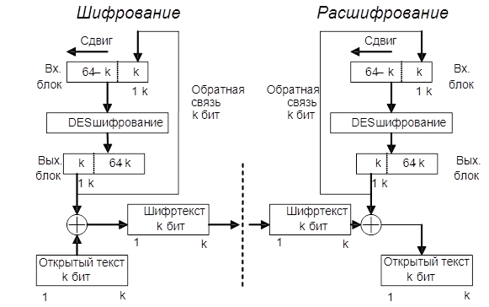 Шифрование
Сдвиг
Вх.
блок
64– k k
1 k
Обратная
связь
k бит
DESшифрование
Вых.
блок
k 64 k
1 k
Шифртекст
k бит
1 k
Открытый текст
k бит
1 k
Расшифрование
Сдвиг
Вх.
блок
64– k k
1 k
Обратная
связь
k бит
DESшифрование
Вых.
блок
k 64 k
1 k
Шифртекст
k бит
1 k
Открытый текст
k бит
1 k